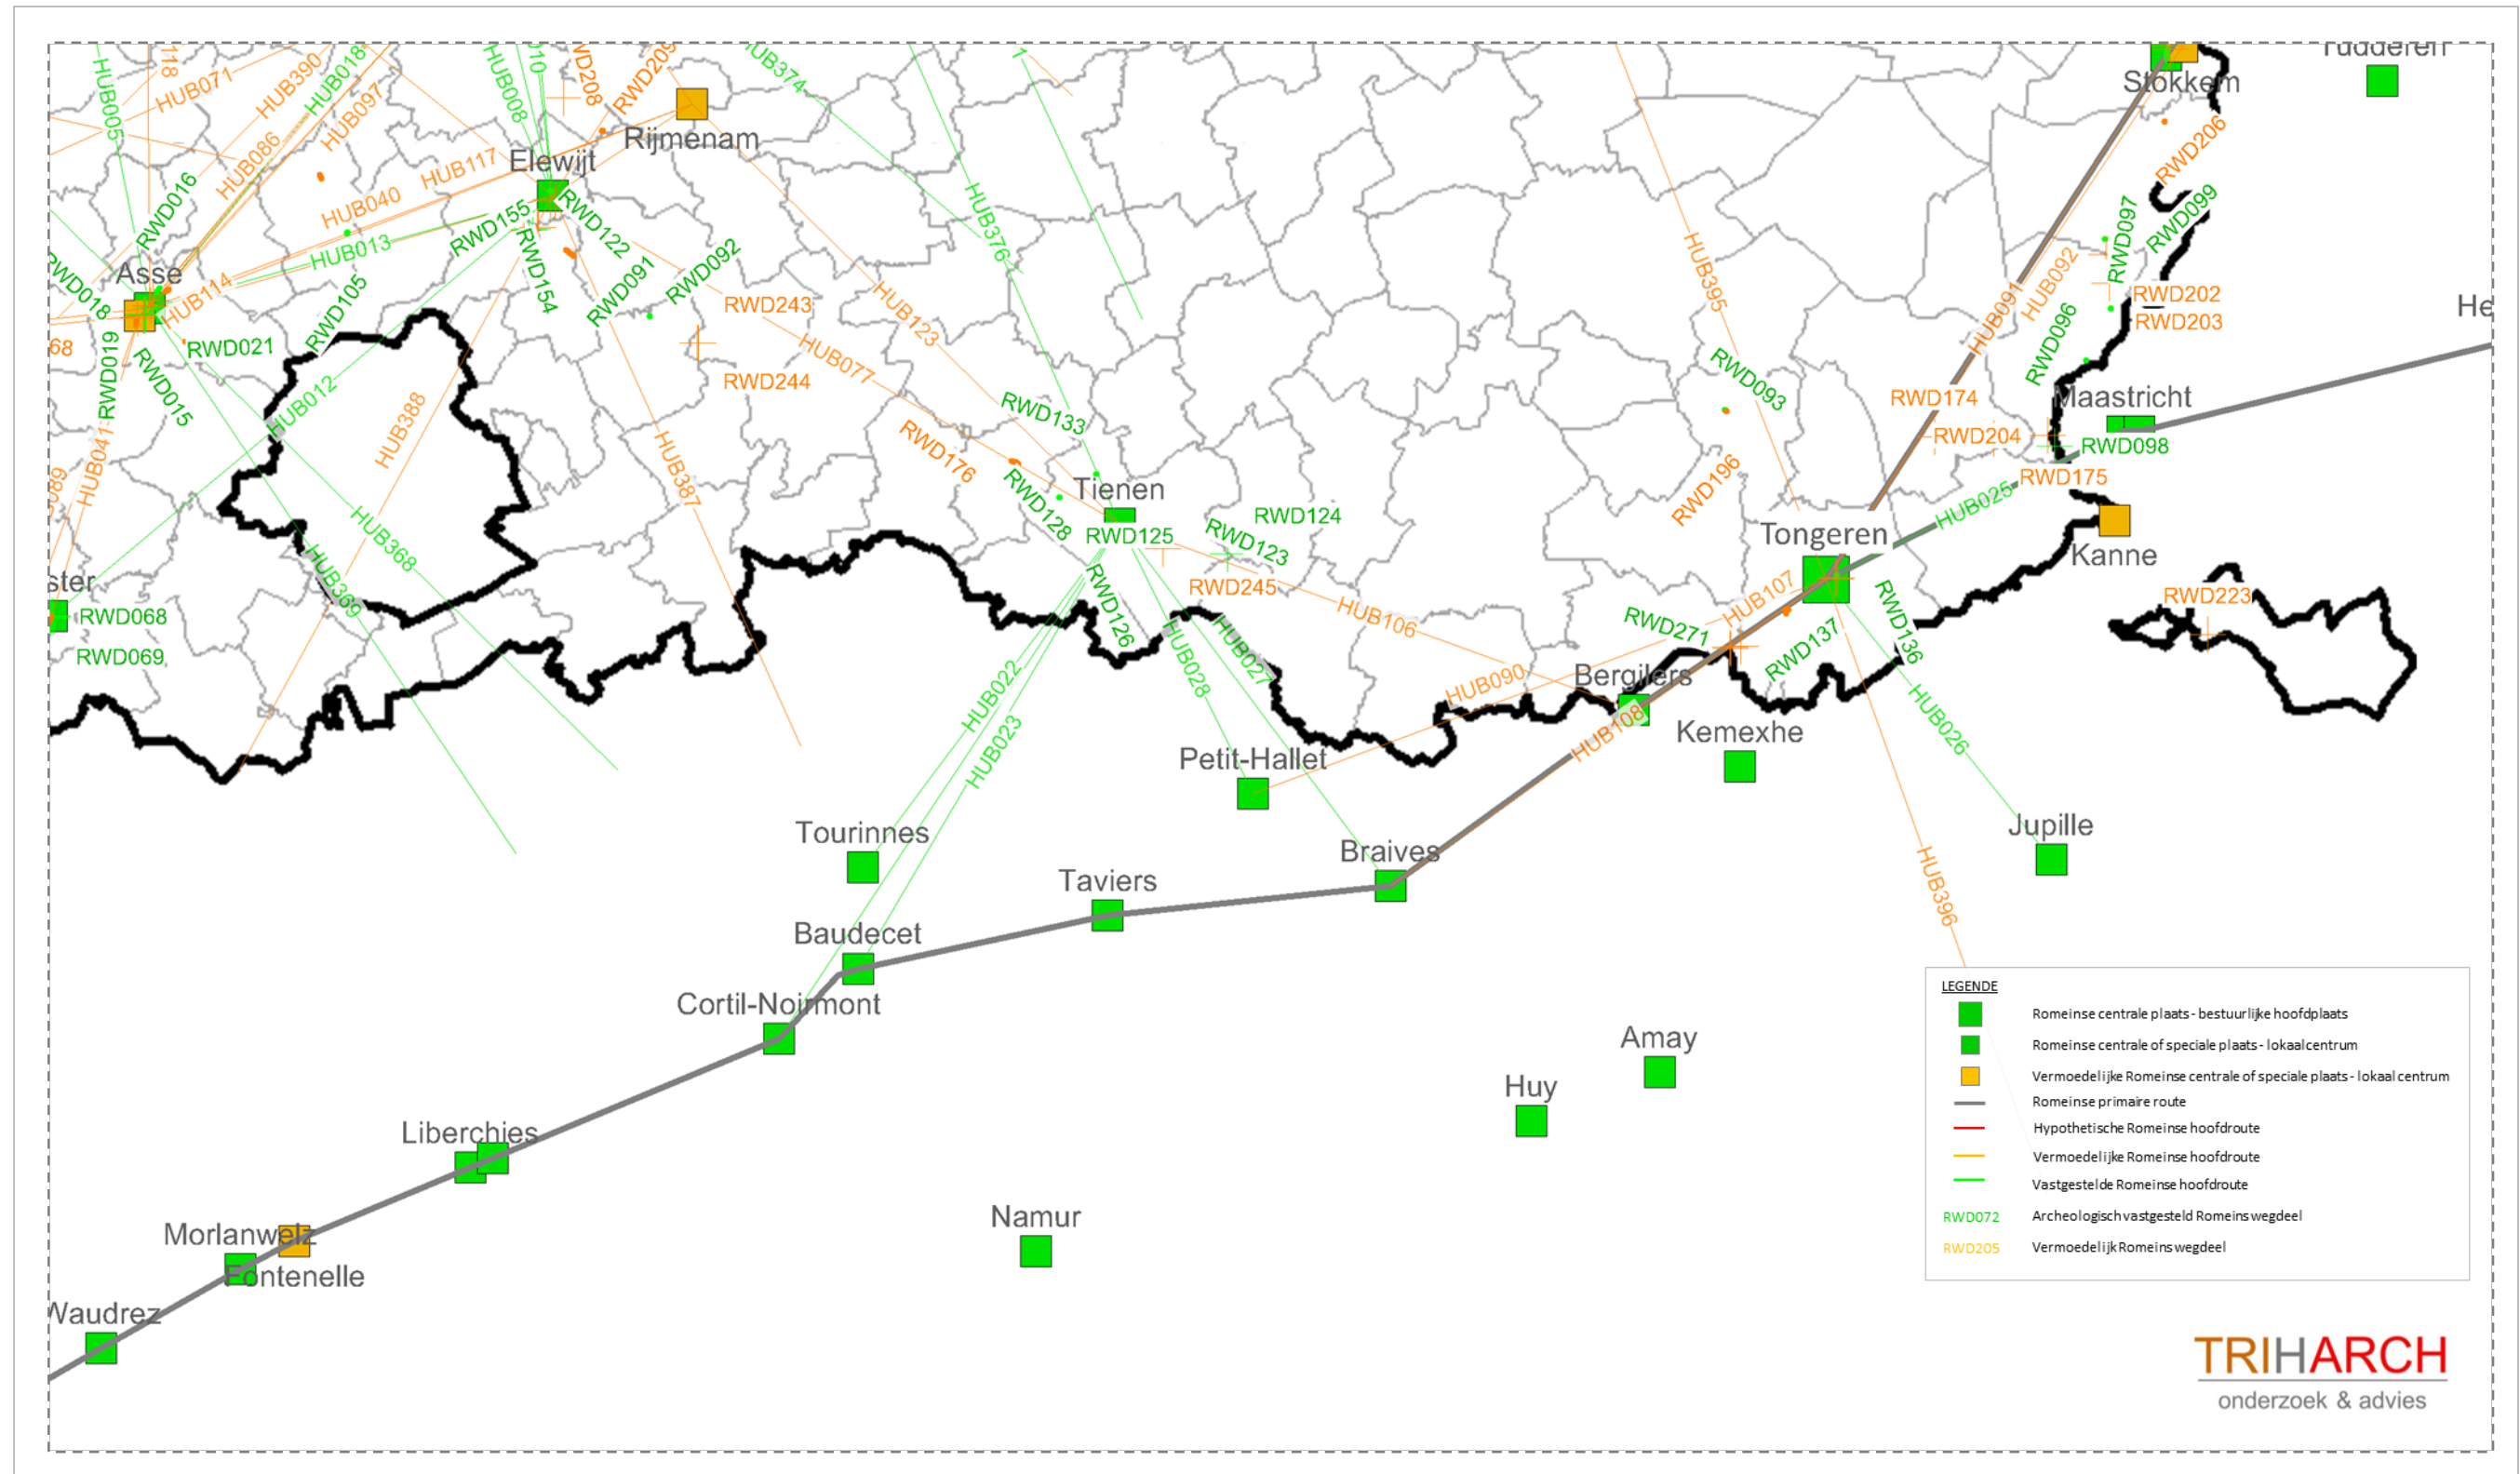 118
HUB071
HUB390
HUB018
HUB005
HUB097
HUB086
HUB008
010
RWD209
HUB374
1
Rijmenam
Elewijt
HUB117
HUB040
HUB013
RWD016
RWD155
RWD122
RWD154
RWD091
RWD092
Asse
RWD018
HUB114
RWD105
RWD021
RWD019
RWD015
68
HUB041
HUB012
HUB388
HUB387
HUB368
HUB369
RWD243
RWD244
HUB077
HUB123
HUB376
RWD133
RWD176
RWD128
Tienen
RWD125
RWD124
RWD123
RWD245
RWD126
HUB106
HUB028
HUB027
HUB022
HUB023
ster
RWD068
RWD069
Stokkem
RWD206
RWD097
RWD099
HUB395
HUB091
HUB092
RWD202
RWD203
RWD096
RWD093
RWD174
RWD204
Maastricht
RWD098
RWD175
RWD196
HUB025
Tongeren
Kanne
RWD223
HUB107
RWD271
RWD137
RWD136
HUB090
Bergilers
HUB108
Kemexhe
HUB026
Petit-Hallet
Jupille
HUB396
Tourinnes
Braives
Taviers
Baudecet
Cortil-Noirmont
Amay
Huy
Liberchies
Namur
Morlanwelz
Fontenelle
Waudrez
He
LEGENDE
Romeinse centrale plaats - bestuurlijke hoofdplaats
Romeinse centrale of speciale plaats - lokaal centrum
Vermoedelijke Romeinse centrale of speciale plaats - lokaal centrum
Romeinse primaire route
Hypothetische Romeinse hoofdroute
Vermoedelijke Romeinse hoofdroute
Vastgestelde Romeinse hoofdroute
RWD072 Archeologisch vastgesteld Romeins wegdeel
RWD205 Vermoedelijk Romeins wegdeel
TRIHARCH
onderzoek & advies